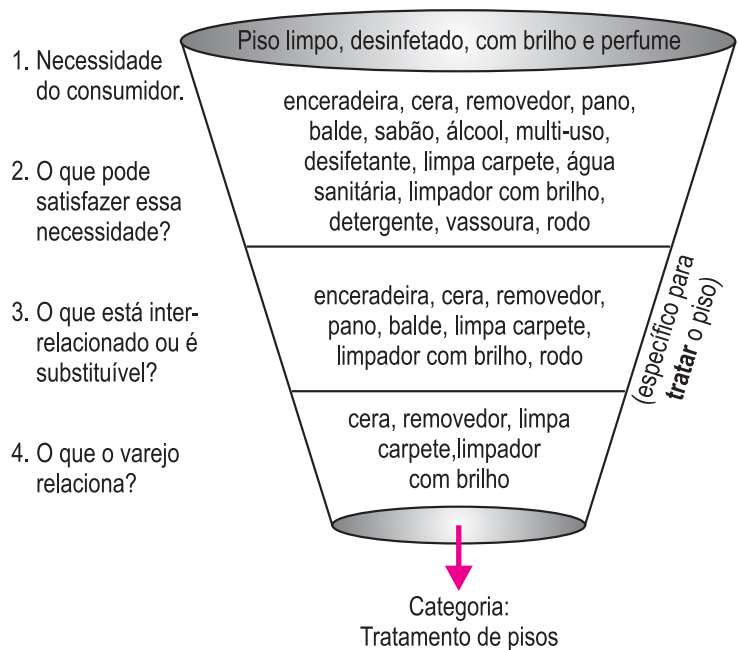 Piso limpo, desinfetado, com brilho e perfume
1. Necessidade
do consumidor.
enceradeira, cera, removedor, pano,
balde, sabão, álcool, multi-uso,
desifetante, limpa carpete, água
sanitária, limpador com brilho,
detergente, vassoura, rodo
2. O que pode
satisfazer essa
necessidade?
enceradeira, cera, removedor,
pano, balde, limpa carpete,
limpador com brilho, rodo
3. O que está inter-
relacionado ou é
substituível?
(específico para
tratar o piso)
cera, removedor, limpa
carpete,limpador
com brilho
4. O que o varejo
relaciona?
Categoria:
Tratamento de pisos